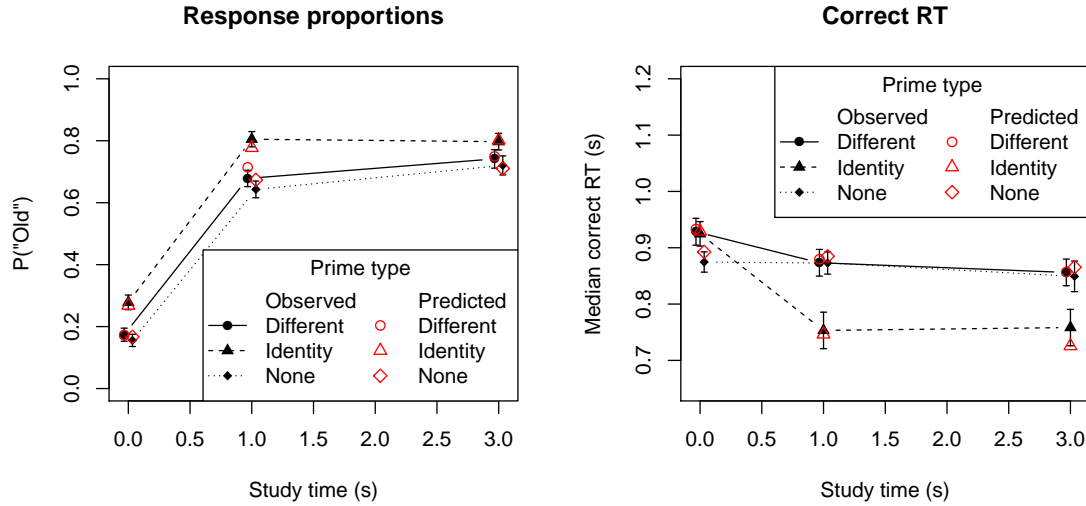 Response proportions
P("Old")
1.0
0.8
0.6
0.4
0.2
0.0
Prime type
Observed Predicted
Different Different
Identity Identity
None None
0.0 0.5 1.0 1.5 2.0 2.5 3.0
Study time (s)
Correct RT
Median correct RT (s)
1.2
1.1
1.0
0.9
0.8
0.7
Prime type
Observed Predicted
Different Different
Identity Identity
None None
0.0 0.5 1.0 1.5 2.0 2.5 3.0
Study time (s)